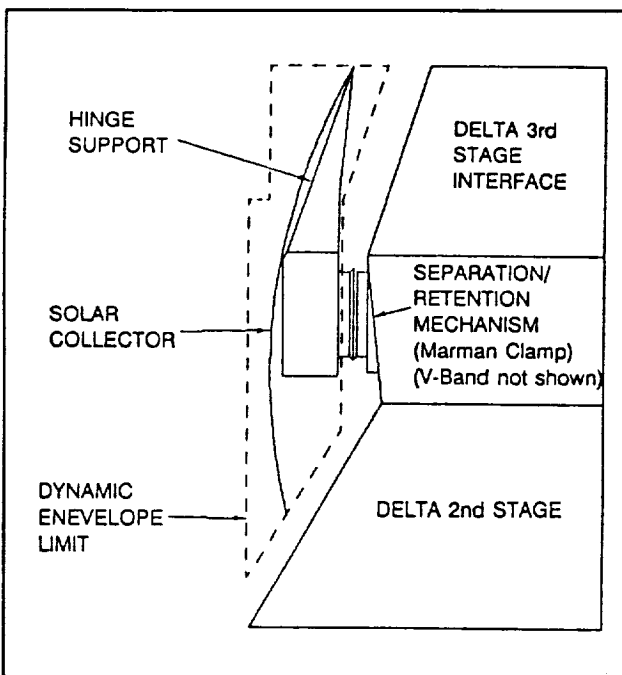 HINGE
SUPPORT
DELTA 3rd
STAGE
INTERFACE
SOLAR
COLLECTOR
SEPARATION/
RETENTION
MECHANISM
(Marman Clamp)
(V-Band not shown)
DYNAMIC
ENEVELOPE
LIMIT
DELTA 2nd STAGE